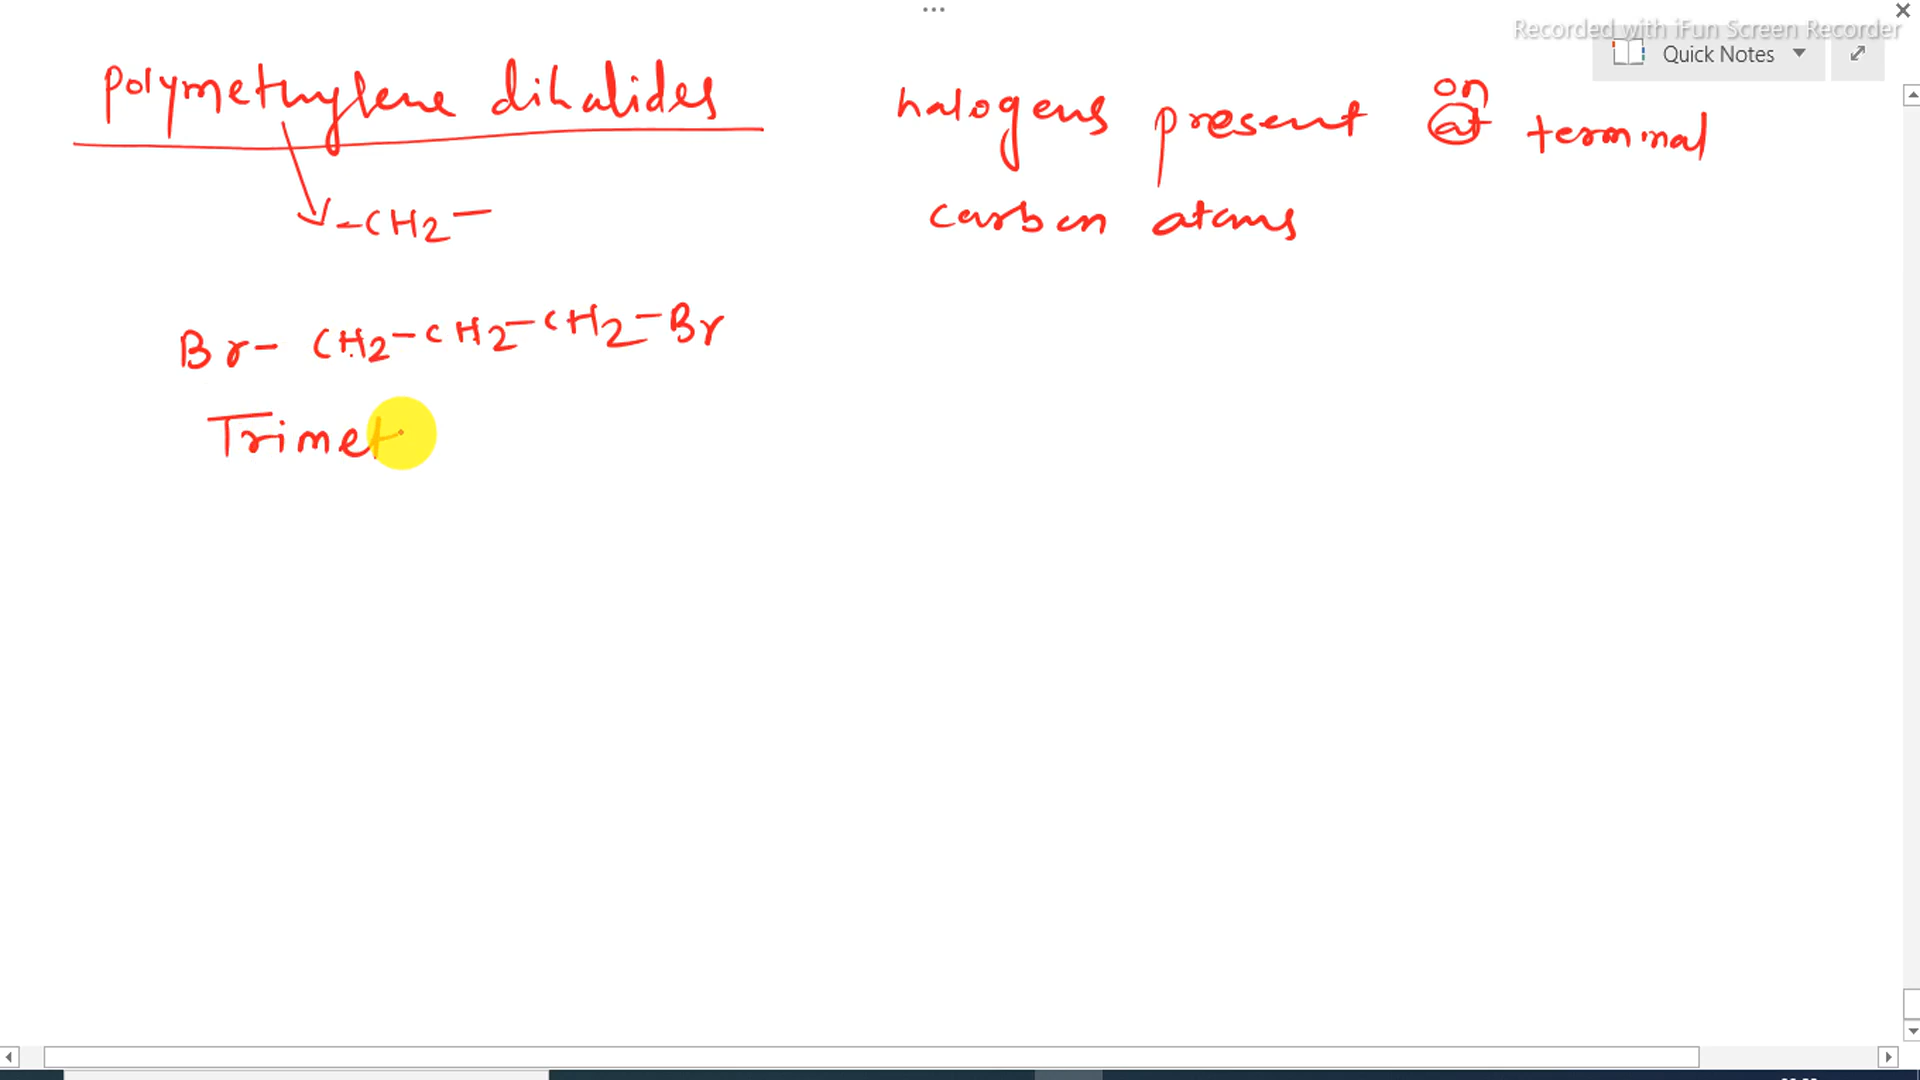 Recorded with iFun Screen Recorder
Quick Notes
polymethylene dihalides
halogens present on
at terminal
carbon atoms
-CH2-
Br-CH2-CH2-CH2-Br
Trimet